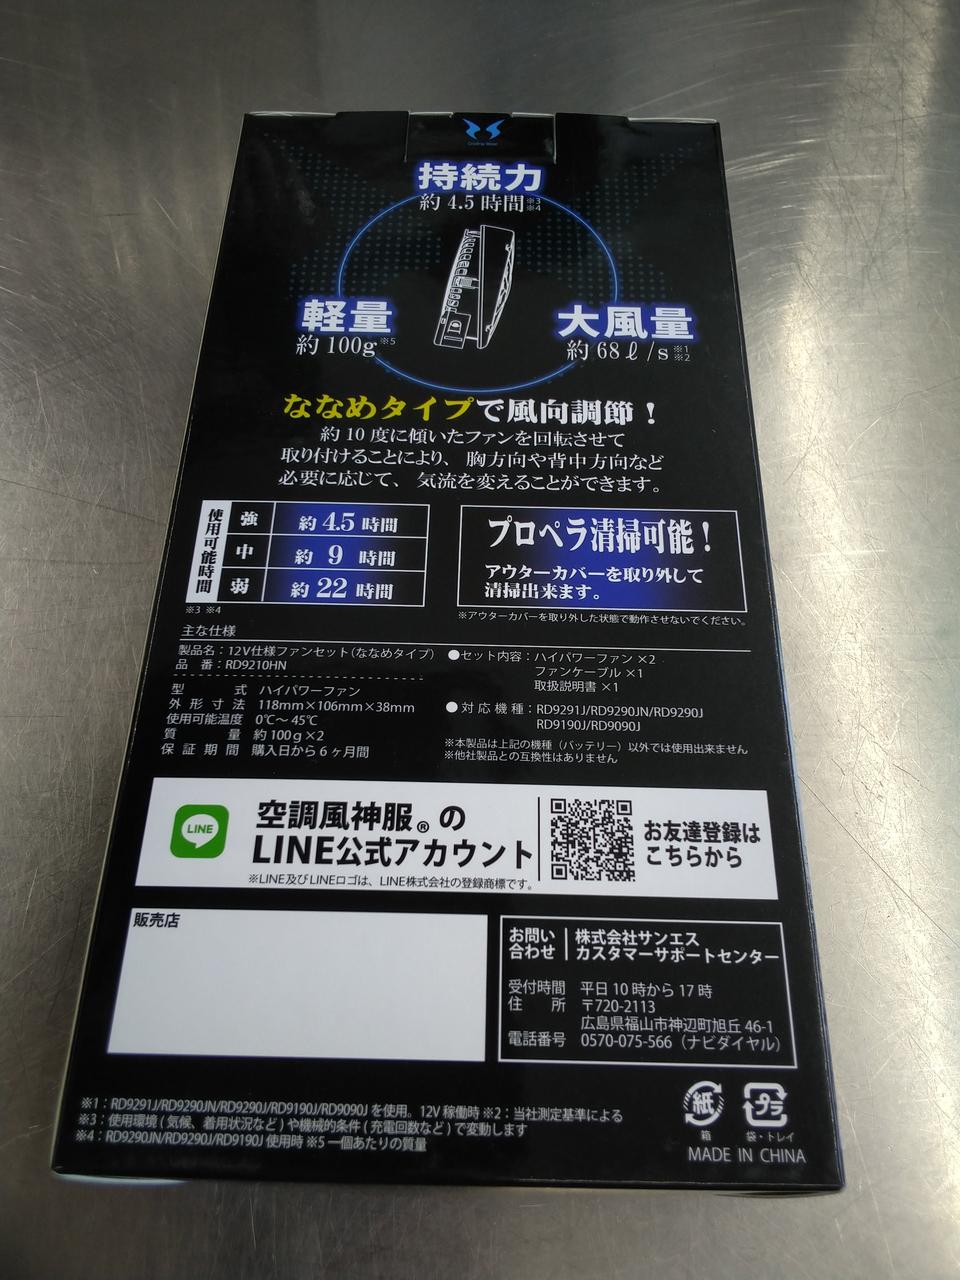 持続力
約 4.5 時間※3
※4
軽量
約 100g※5
大風量
約 68ℓ/s※1
※2
ななめタイプで風向調節！
約 10 度に傾いたファンを回転させて
取り付けることにより、胸方向や背中方向など
必要に応じて、気流を変えることができます。
使用可能時間
強 約 4.5 時間
中 約 9 時間
弱 約 22 時間
※3 ※4
プロペラ清掃可能！
アウターカバーを取り外して
清掃出来ます。
※アウターカバーを取り外した状態で動作させないでください。
主な仕様
製品名：12V仕様ファンセット（ななめタイプ）
品　番：RD9210HN
型　式　ハイパワーファン
外形寸法　118mm×106mm×38mm
使用可能温度　0℃～45℃
質　量　約100g×2
保証期間　購入日から6ヶ月間
●セット内容：ハイパワーファン ×2
ファンケーブル ×1
取扱説明書 ×1
●対応機種：RD9291J/RD9290JN/RD9290J
RD9190J/RD9090J
※本製品は上記の機種（バッテリー）以外では使用出来ません
※他社製品との互換性はありません
LINE
空調風神服®の
LINE公式アカウント
※LINE及びLINEロゴは、LINE株式会社の登録商標です。
お友達登録は
こちらから
販売店
お問い
合わせ
株式会社サンエス
カスタマーサポートセンター
受付時間　平日 10 時から 17 時
住　所　〒720-2113
広島県福山市神辺町旭丘 46-1
電話番号　0570-075-566（ナビダイヤル）
※1：RD9291J/RD9290JN/RD9290J/RD9190J/RD9090J を使用。12V 稼働時 ※2：当社測定基準による
※3：使用環境（気候、着用状況など）や機械的条件（充電回数など）で変動します
※4：RD9290JN/RD9290J/RD9190J 使用時 ※5 一個あたりの質量
紙
箱
プラ
袋・トレイ
MADE IN CHINA